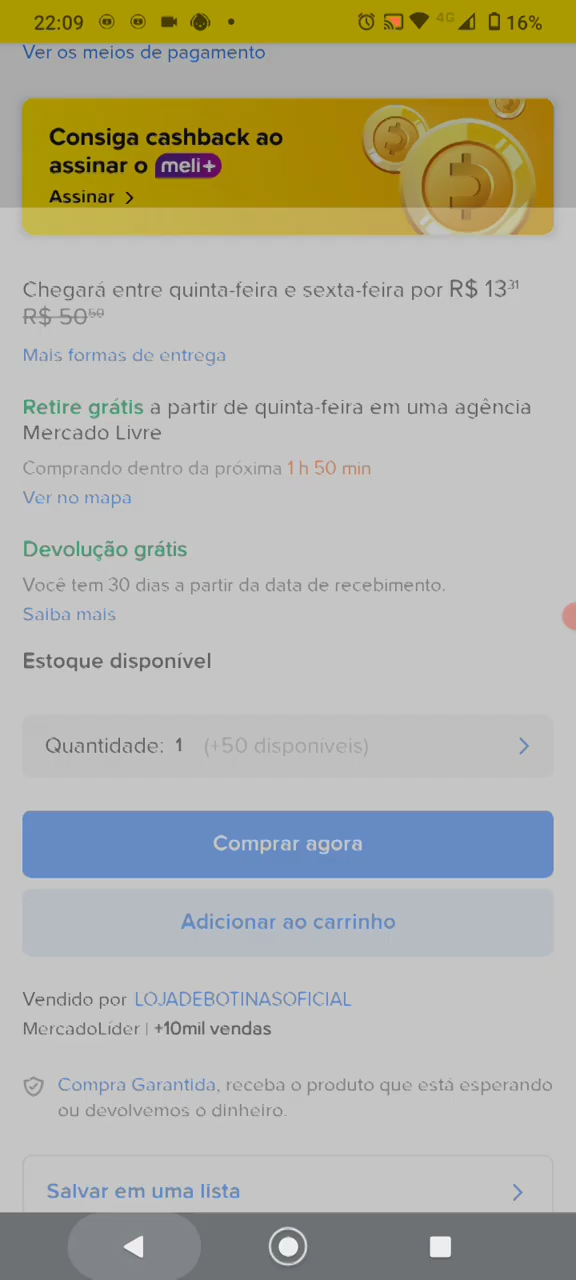 22:09
4G
16%
Ver os meios de pagamento
Consiga cashback ao
assinar o meli+
Assinar >
Chegará entre quinta-feira e sexta-feira por R$ 13³¹
R$ 50⁵⁰
Mais formas de entrega
Retire grátis a partir de quinta-feira em uma agência
Mercado Livre
Comprando dentro da próxima 1 h 50 min
Ver no mapa
Devolução grátis
Você tem 30 dias a partir da data de recebimento.
Saiba mais
Estoque disponível
Quantidade: 1 (+50 disponíveis)
Comprar agora
Adicionar ao carrinho
Vendido por LOJADEBOTINASOFICIAL
MercadoLíder | +10mil vendas
Compra Garantida, receba o produto que está esperando
ou devolvemos o dinheiro.
Salvar em uma lista